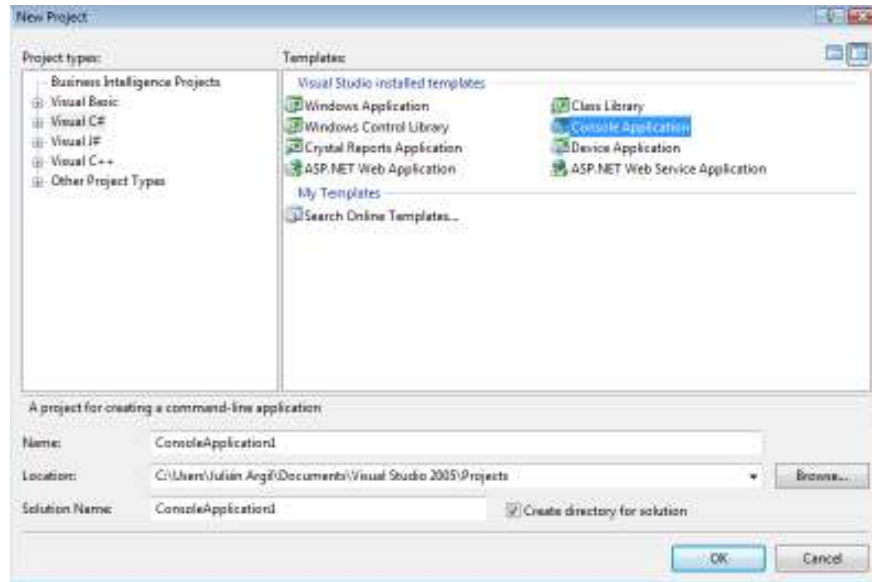 New Project
Project types:
Templates:
Business Intelligence Projects
Visual Basic
Visual C#
Visual J#
Visual C++
Other Project Types
Visual Studio installed templates
Windows Application
Class Library
Windows Control Library
Console Application
Crystal Reports Application
Device Application
ASP.NET Web Application
ASP.NET Web Service Application
My Templates
Search Online Templates...
A project for creating a command-line application
Name:
ConsoleApplication1
Location:
C:\Users\Julián Argil\Documents\Visual Studio 2005\Projects
Browse...
Solution Name:
ConsoleApplication1
Create directory for solution
OK
Cancel